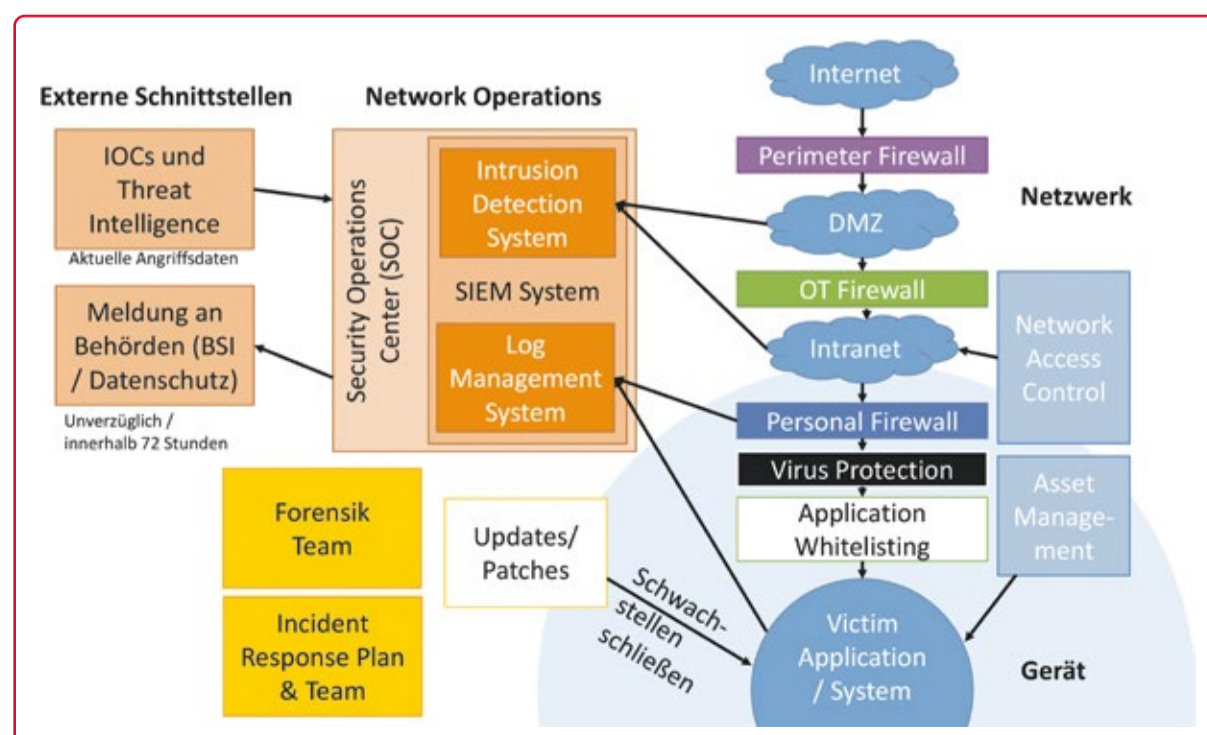 Externe Schnittstellen
IOCs und
Threat
Intelligence
Aktuelle Angriffsdaten
Meldung an
Behörden (BSI
/ Datenschutz)
Unverzüglich /
innerhalb 72 Stunden
Network Operations
Security Operations
Center (SOC)
Intrusion
Detection
System
SIEM System
Log
Management
System
Forensik
Team
Incident
Response Plan
& Team
Updates/
Patches
Schwach-
stellen
schließen
Internet
Perimeter Firewall
DMZ
OT Firewall
Intranet
Personal Firewall
Virus Protection
Application
Whitelisting
Victim
Application
/ System
Netzwerk
Network
Access
Control
Asset
Manage-
ment
Gerät